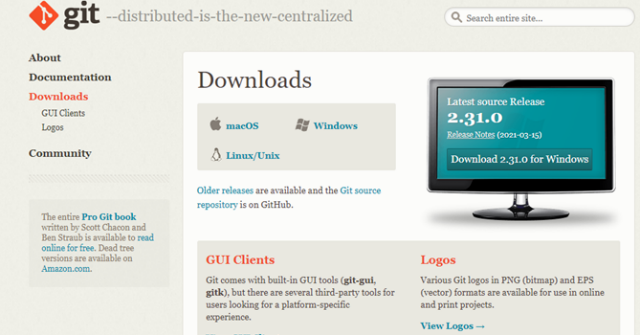 git --distributed-is-the-new-centralized
Search entire site...
About
Documentation
Downloads
GUI Clients
Logos
Community
The entire Pro Git book
written by Scott Chacon and
Ben Straub is available to read
online for free. Dead tree
versions are available on
Amazon.com.
Downloads
macOS
Windows
Linux/Unix
Older releases are available and the Git source
repository is on GitHub.
Latest source Release
2.31.0
Release Notes (2021-03-15)
Download 2.31.0 for Windows
GUI Clients
Git comes with built-in GUI tools (git-gui,
gitk), but there are several third-party tools for
users looking for a platform-specific
experience.
Logos
Various Git logos in PNG (bitmap) and EPS
(vector) formats are available for use in online
and print projects.
View Logos →